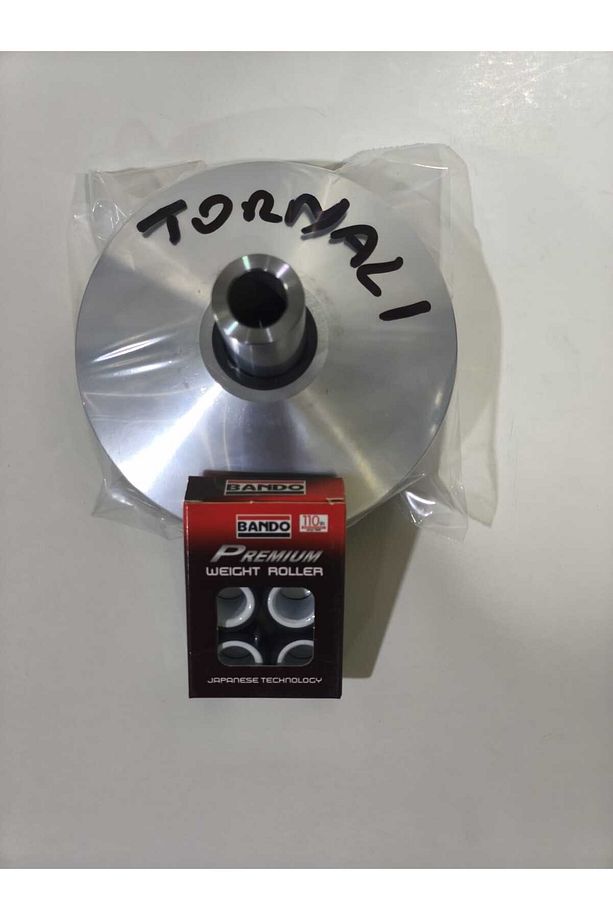 TORNALI
BANDO
BANDO
110
PREMIUM
WEIGHT ROLLER
JAPANESE TECHNOLOGY